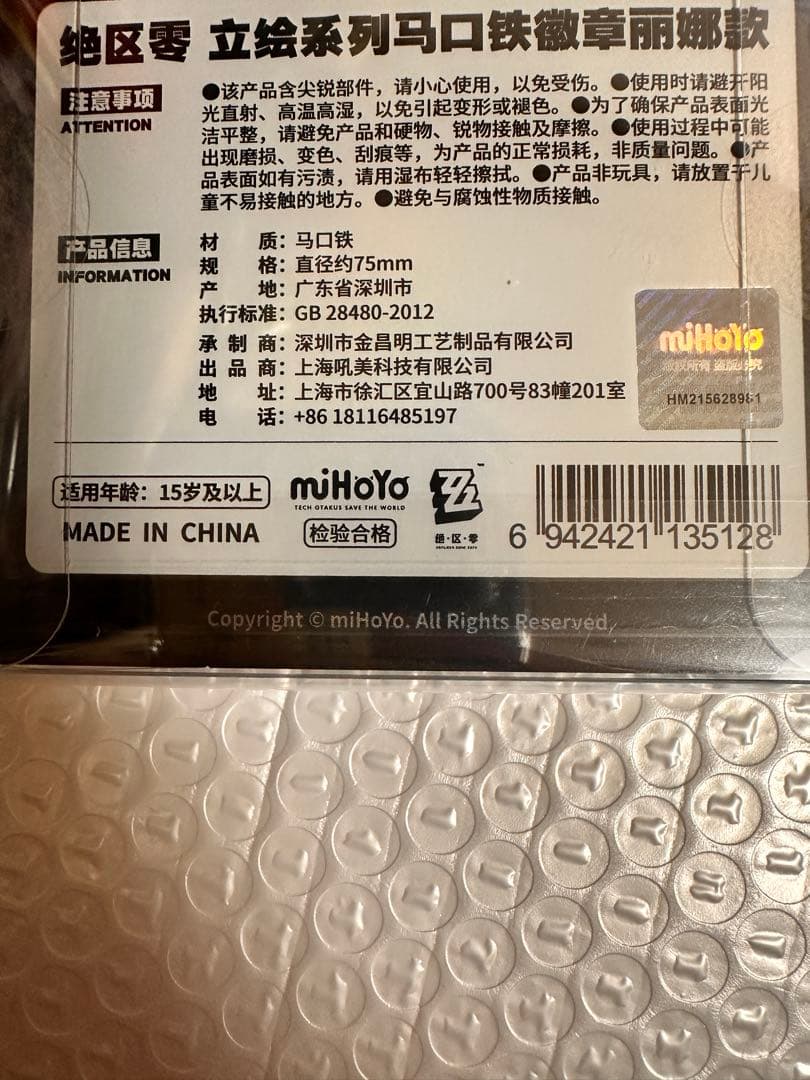 绝区零 立绘系列马口铁徽章丽娜款
注意事项
ATTENTION
●该产品含尖锐部件，请小心使用，以免受伤。●使用时请避开阳
光直射、高温高湿，以免引起变形或褪色。●为了确保产品表面光
洁平整，请避免产品和硬物、锐物接触及摩擦。●使用过程中可能
出现磨损、变色、刮痕等，为产品的正常损耗，非质量问题。●产
品表面如有污渍，请用湿布轻轻擦拭。●产品非玩具，请放置于儿
童不易接触的地方。●避免与腐蚀性物质接触。
产品信息
INFORMATION
材 质：马口铁
规 格：直径约75mm
产 地：广东省深圳市
执行标准：GB 28480-2012
承 制 商：深圳市金昌明工艺制品有限公司
出 品 商：上海吼美科技有限公司
地 址：上海市徐汇区宜山路700号83幢201室
电 话：+86 18116485197
miHoYo
版权所有 盗版必究
HM215628981
适用年龄：15岁及以上
MADE IN CHINA
miHoYo
TECH OTAKUS SAVE THE WORLD
检验合格
绝·区·零
ZENLESS ZONE ZERO
6 942421 135128
Copyright © miHoYo. All Rights Reserved.